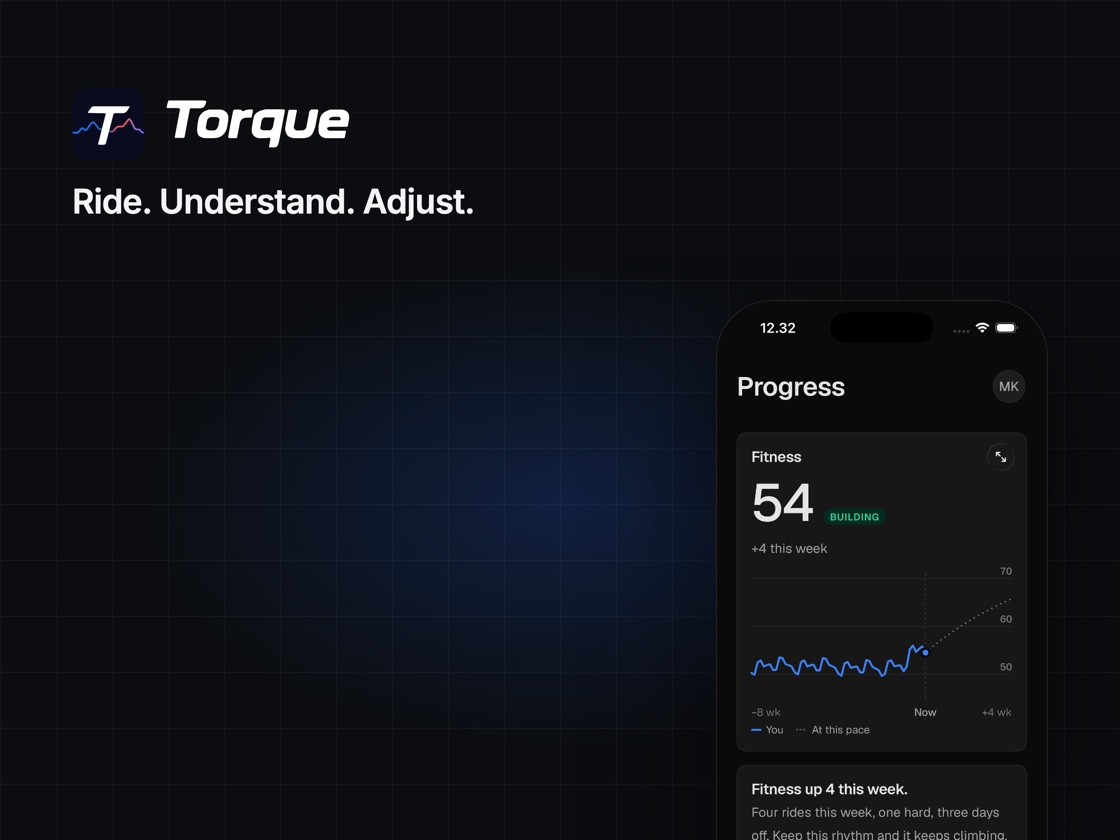 T Torque
Ride. Understand. Adjust.
12.32
Progress
MK
Fitness
54 BUILDING
+4 this week
70
60
50
−8 wk Now +4 wk
You At this pace
Fitness up 4 this week.
Four rides this week, one hard, three days
off. Keep this rhythm and it keeps climbing.